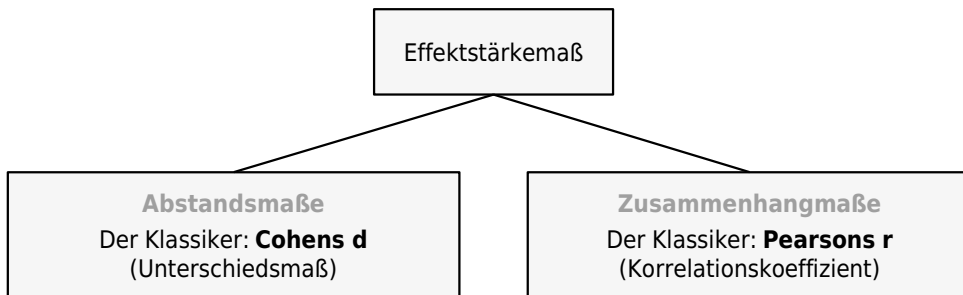 Effektstärkemaß
Abstandsmaße
Der Klassiker: Cohens d
(Unterschiedsmaß)
Zusammenhangmaße
Der Klassiker: Pearsons r
(Korrelationskoeffizient)